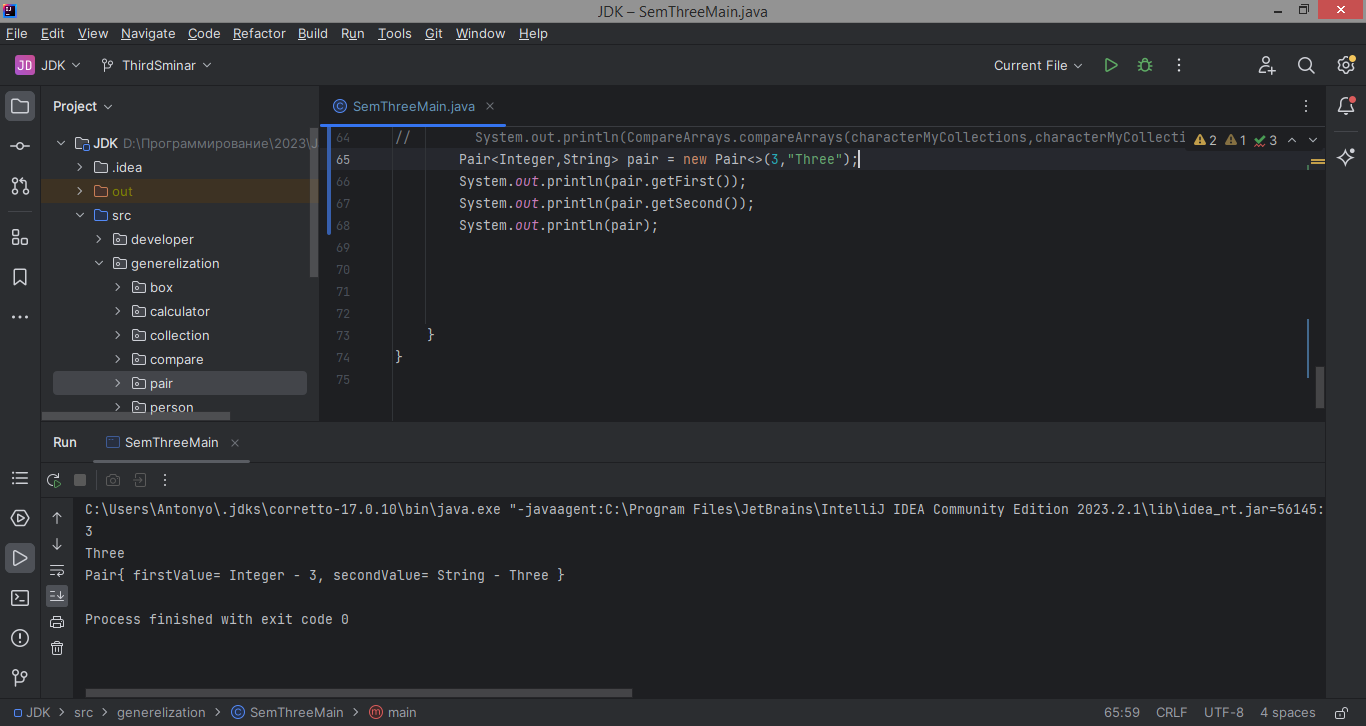 JDK – SemThreeMain.java
File Edit View Navigate Code Refactor Build Run Tools Git Window Help
JD JDK ThirdSminar Current File
Project
SemThreeMain.java
JDK D:\Программирование\2023\J
.idea
out
src
developer
generelization
box
calculator
collection
compare
pair
person
64 // System.out.println(CompareArrays.compareArrays(characterMyCollections,characterMyCollecti
2 1 3
65 Pair<Integer,String> pair = new Pair<>(3,"Three");
66 System.out.println(pair.getFirst());
67 System.out.println(pair.getSecond());
68 System.out.println(pair);
69
70
71
72
73 }
74 }
75
Run SemThreeMain
C:\Users\Antonyo\.jdks\corretto-17.0.10\bin\java.exe "-javaagent:C:\Program Files\JetBrains\IntelliJ IDEA Community Edition 2023.2.1\lib\idea_rt.jar=56145:
3
Three
Pair{ firstValue= Integer - 3, secondValue= String - Three }
Process finished with exit code 0
JDK > src > generelization > SemThreeMain > main 65:59 CRLF UTF-8 4 spaces